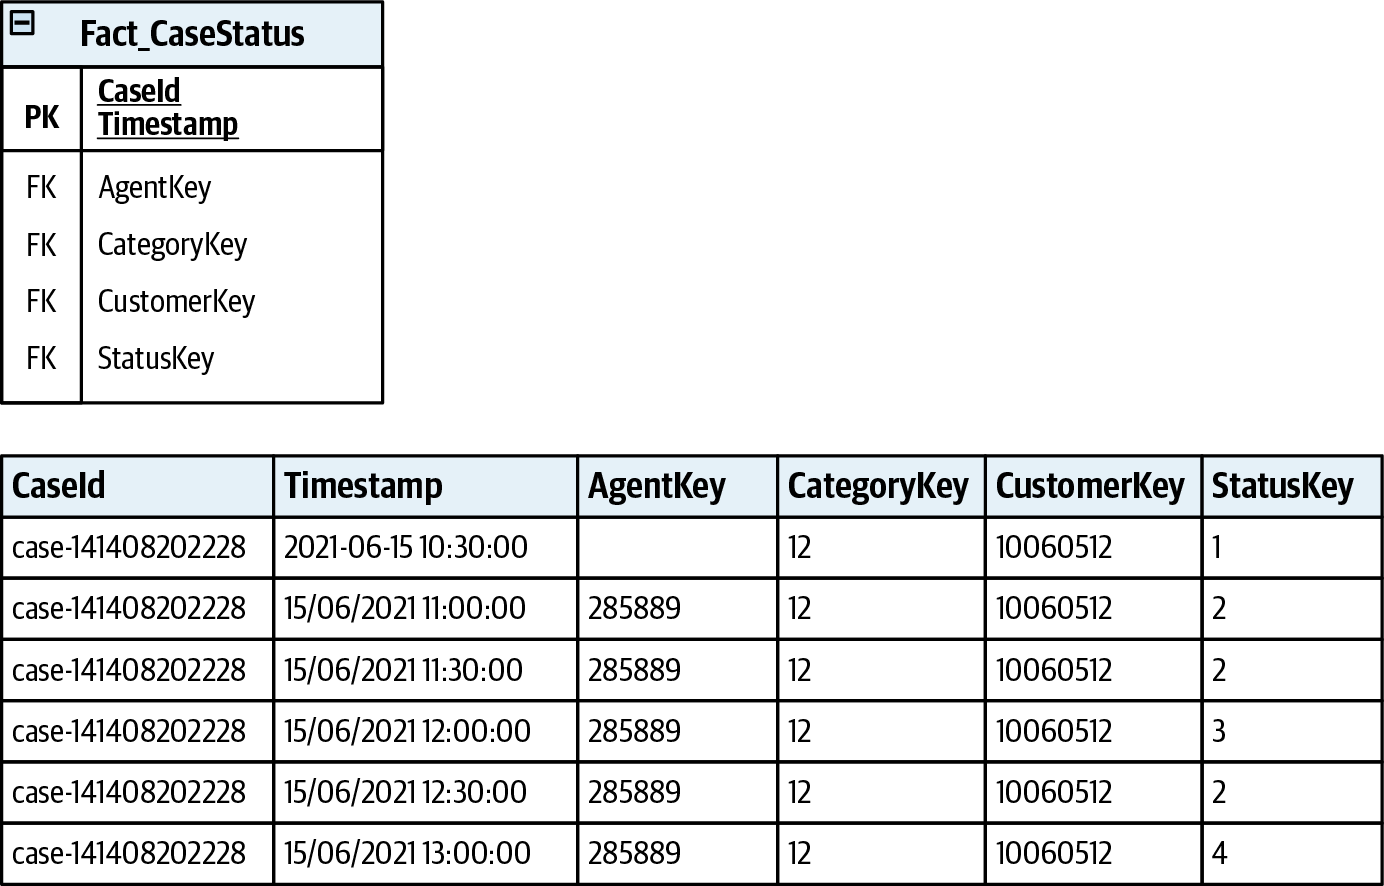 Fact_CaseStatus
PK CaseId
Timestamp
FK AgentKey
FK CategoryKey
FK CustomerKey
FK StatusKey
CaseId Timestamp AgentKey CategoryKey CustomerKey StatusKey
case-141408202228 2021-06-15 10:30:00 12 10060512 1
case-141408202228 15/06/2021 11:00:00 285889 12 10060512 2
case-141408202228 15/06/2021 11:30:00 285889 12 10060512 2
case-141408202228 15/06/2021 12:00:00 285889 12 10060512 3
case-141408202228 15/06/2021 12:30:00 285889 12 10060512 2
case-141408202228 15/06/2021 13:00:00 285889 12 10060512 4